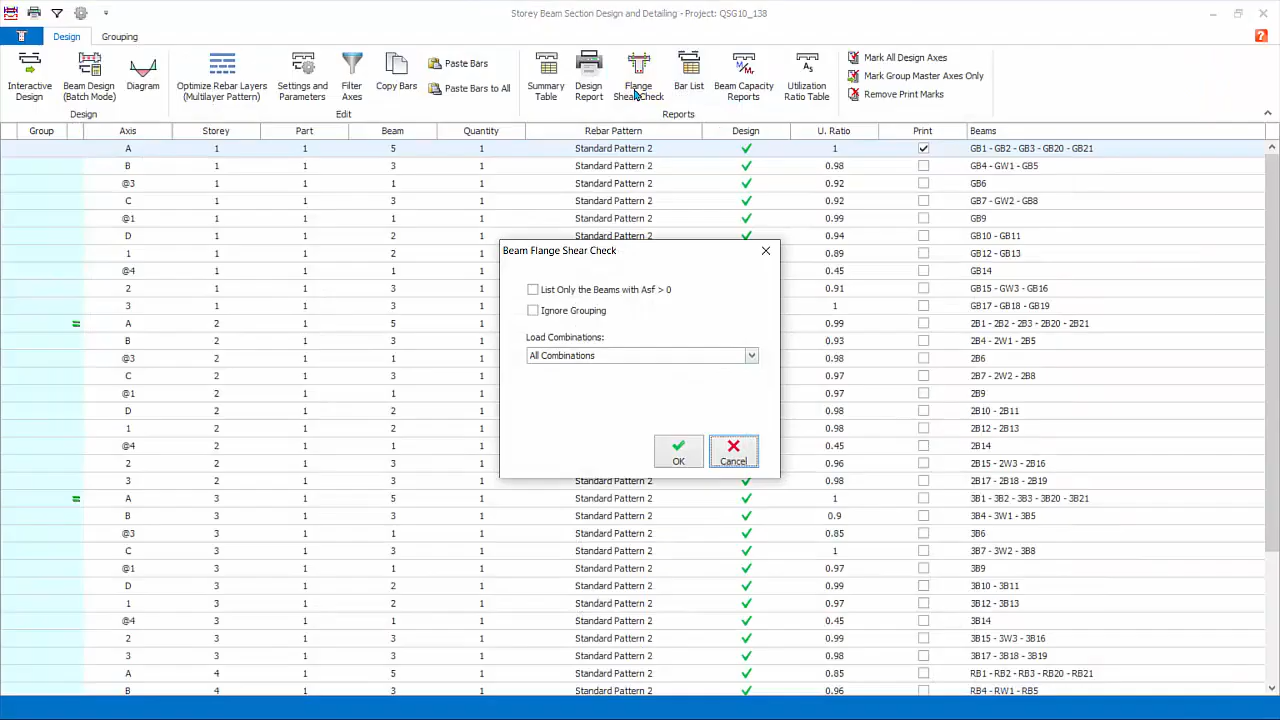 Storey Beam Section Design and Detailing - Project: QSG10_138
Design Grouping
Interactive Design
Beam Design (Batch Mode)
Diagram
Design
Optimize Rebar Layers (Multilayer Pattern)
Settings and Parameters
Filter Axes
Copy Bars
Paste Bars
Paste Bars to All
Edit
Summary Table
Design Report
Flange Shear Check
Bar List
Beam Capacity Reports
Utilization Ratio Table
Mark All Design Axes
Mark Group Master Axes Only
Remove Print Marks
Reports
Group Axis Storey Part Beam Quantity Rebar Pattern Design U. Ratio Print Beams
A 1 1 5 1 Standard Pattern 2 1 GB1 - GB2 - GB3 - GB20 - GB21
B 1 1 3 1 Standard Pattern 2 0.98 GB4 - GW1 - GB5
@3 1 1 1 1 Standard Pattern 2 0.92 GB6
C 1 1 3 1 Standard Pattern 2 0.92 GB7 - GW2 - GB8
@1 1 1 1 1 Standard Pattern 2 0.99 GB9
D 1 1 2 1 Standard Pattern 2 0.94 GB10 - GB11
1 1 1 2 0.89 GB12 - GB13
@4 1 1 1 0.45 GB14
2 1 1 3 0.91 GB15 - GW3 - GB16
3 1 1 3 1 GB17 - GB18 - GB19
A 2 1 5 0.99 2B1 - 2B2 - 2B3 - 2B20 - 2B21
B 2 1 3 0.93 2B4 - 2W1 - 2B5
@3 2 1 1 0.98 2B6
C 2 1 3 0.97 2B7 - 2W2 - 2B8
@1 2 1 1 0.97 2B9
D 2 1 2 0.98 2B10 - 2B11
1 2 1 2 0.98 2B12 - 2B13
@4 2 1 1 0.45 2B14
2 2 1 3 0.96 2B15 - 2W3 - 2B16
3 2 1 3 1 Standard Pattern 2 0.98 2B17 - 2B18 - 2B19
A 3 1 5 1 Standard Pattern 2 1 3B1 - 3B2 - 3B3 - 3B20 - 3B21
B 3 1 3 1 Standard Pattern 2 0.9 3B4 - 3W1 - 3B5
@3 3 1 1 1 Standard Pattern 2 0.85 3B6
C 3 1 3 1 Standard Pattern 2 1 3B7 - 3W2 - 3B8
@1 3 1 1 1 Standard Pattern 2 0.97 3B9
D 3 1 2 1 Standard Pattern 2 0.99 3B10 - 3B11
1 3 1 2 1 Standard Pattern 2 0.97 3B12 - 3B13
@4 3 1 1 1 Standard Pattern 2 0.45 3B14
2 3 1 3 1 Standard Pattern 2 0.99 3B15 - 3W3 - 3B16
3 3 1 3 1 Standard Pattern 2 0.98 3B17 - 3B18 - 3B19
A 4 1 5 1 Standard Pattern 2 0.85 RB1 - RB2 - RB3 - RB20 - RB21
B 4 1 3 1 Standard Pattern 2 0.96 RB4 - RW1 - RB5
Beam Flange Shear Check
List Only the Beams with Asf > 0
Ignore Grouping
Load Combinations:
All Combinations
OK Cancel